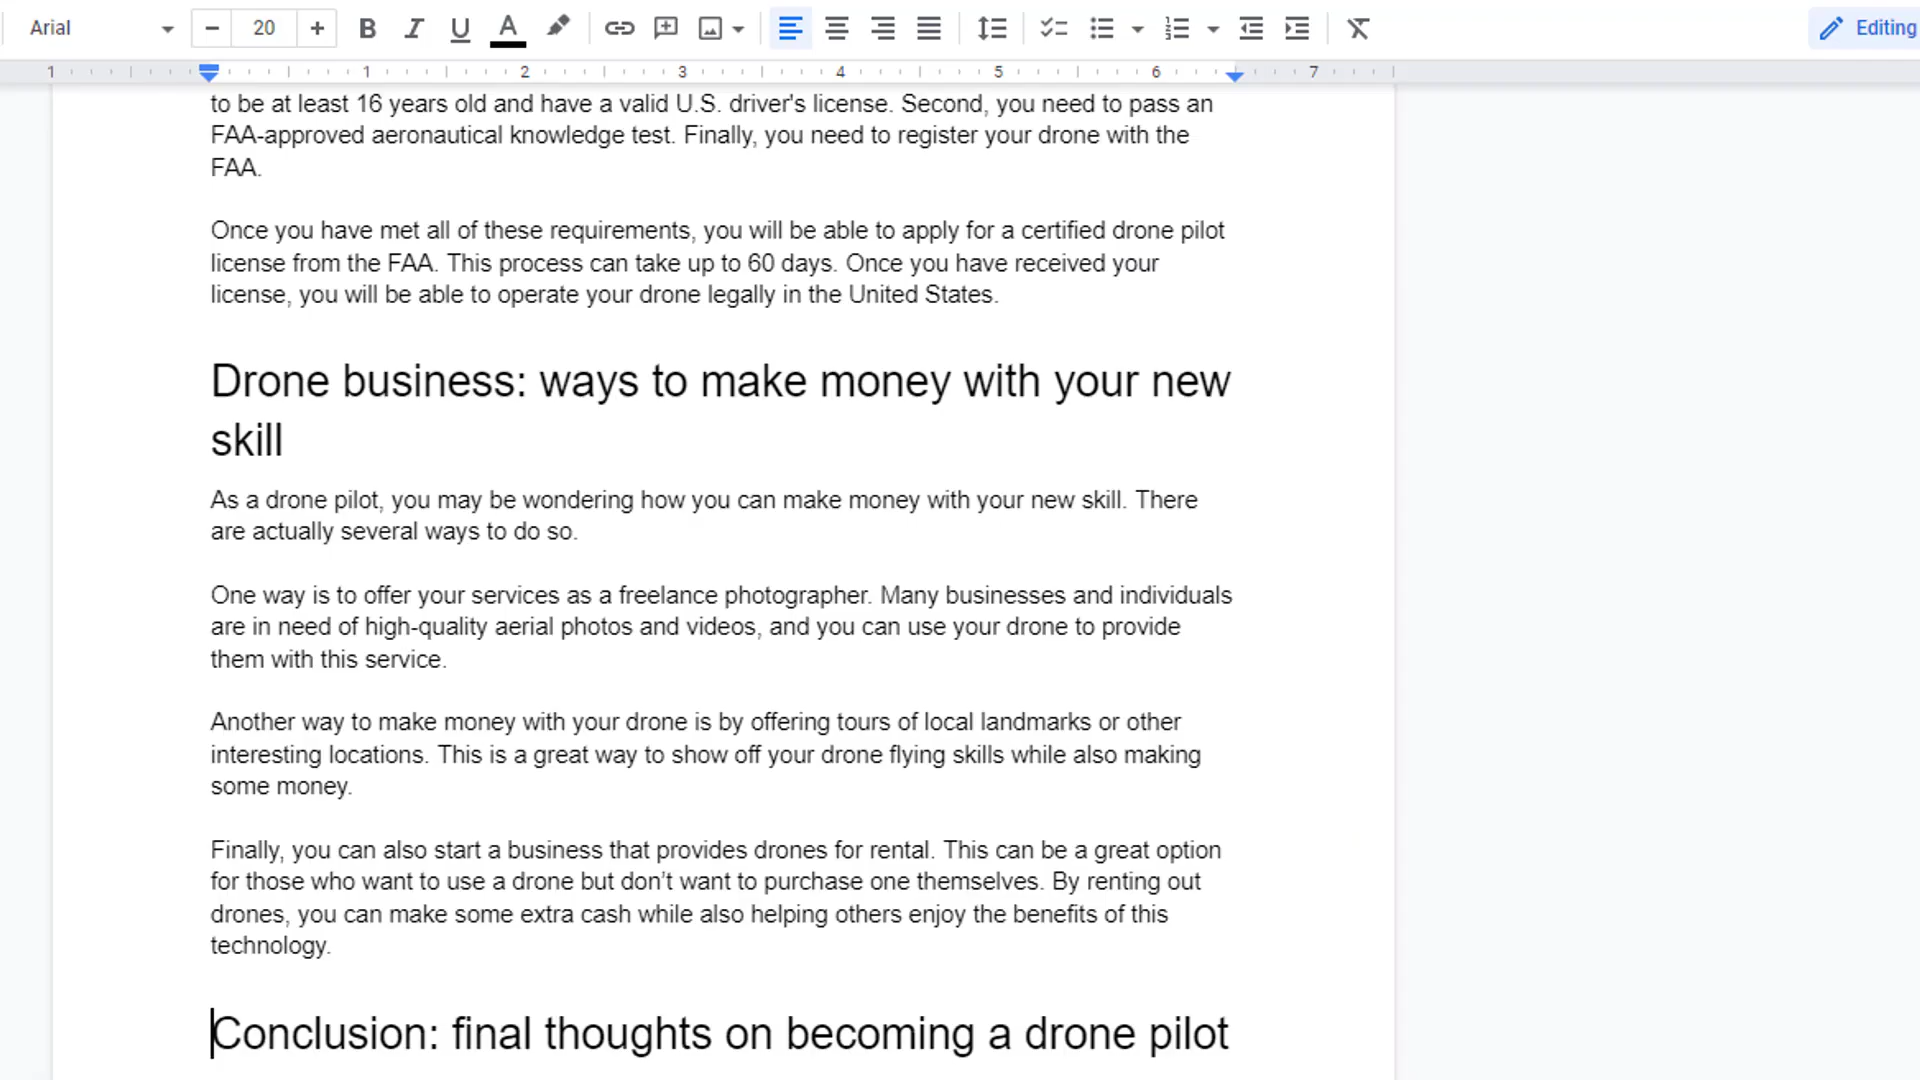 Arial
20
B I U A
Editing
1 1 2 3 4 5 6 7
to be at least 16 years old and have a valid U.S. driver's license. Second, you need to pass an
FAA-approved aeronautical knowledge test. Finally, you need to register your drone with the
FAA.
Once you have met all of these requirements, you will be able to apply for a certified drone pilot
license from the FAA. This process can take up to 60 days. Once you have received your
license, you will be able to operate your drone legally in the United States.
Drone business: ways to make money with your new
skill
As a drone pilot, you may be wondering how you can make money with your new skill. There
are actually several ways to do so.
One way is to offer your services as a freelance photographer. Many businesses and individuals
are in need of high-quality aerial photos and videos, and you can use your drone to provide
them with this service.
Another way to make money with your drone is by offering tours of local landmarks or other
interesting locations. This is a great way to show off your drone flying skills while also making
some money.
Finally, you can also start a business that provides drones for rental. This can be a great option
for those who want to use a drone but don’t want to purchase one themselves. By renting out
drones, you can make some extra cash while also helping others enjoy the benefits of this
technology.
Conclusion: final thoughts on becoming a drone pilot